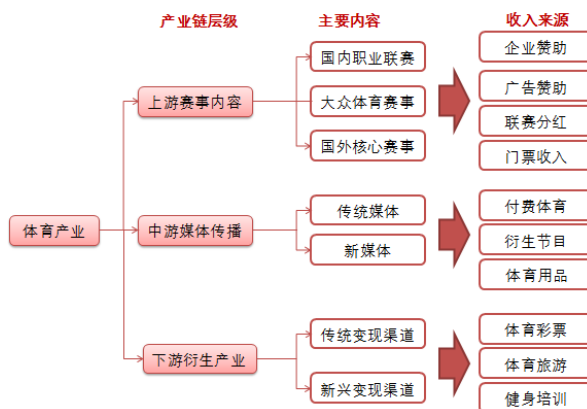 产业链层级
主要内容
收入来源
体育产业
上游赛事内容
国内职业联赛
大众体育赛事
国外核心赛事
企业赞助
广告赞助
联赛分红
门票收入
中游媒体传播
传统媒体
新媒体
付费体育
衍生节目
体育用品
下游衍生产业
传统变现渠道
新兴变现渠道
体育彩票
体育旅游
健身培训